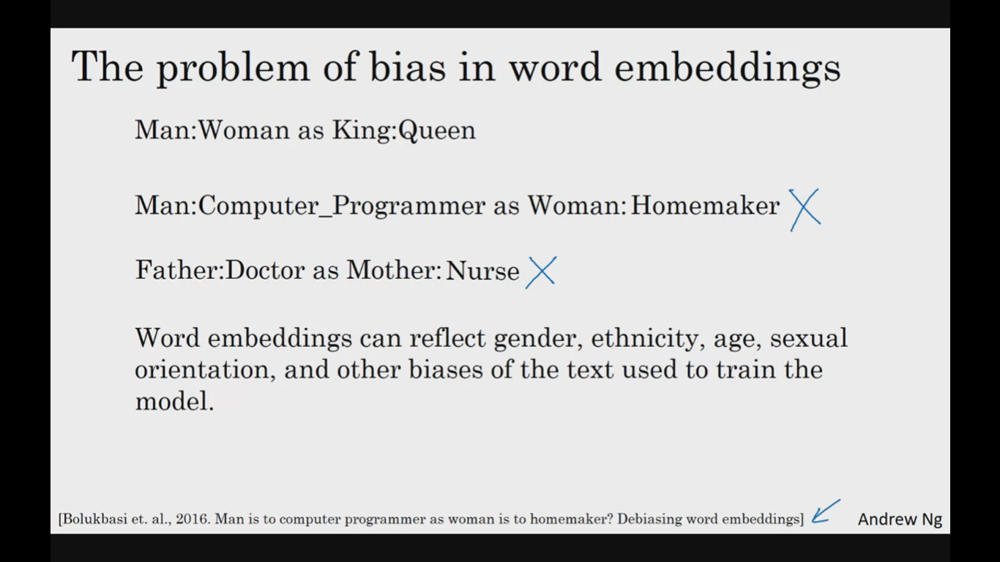 The problem of bias in word embeddings
Man:Woman as King:Queen
Man:Computer_Programmer as Woman:Homemaker
Father:Doctor as Mother:Nurse
Word embeddings can reflect gender, ethnicity, age, sexual
orientation, and other biases of the text used to train the
model.
[Bolukbasi et. al., 2016. Man is to computer programmer as woman is to homemaker? Debiasing word embeddings]
Andrew Ng